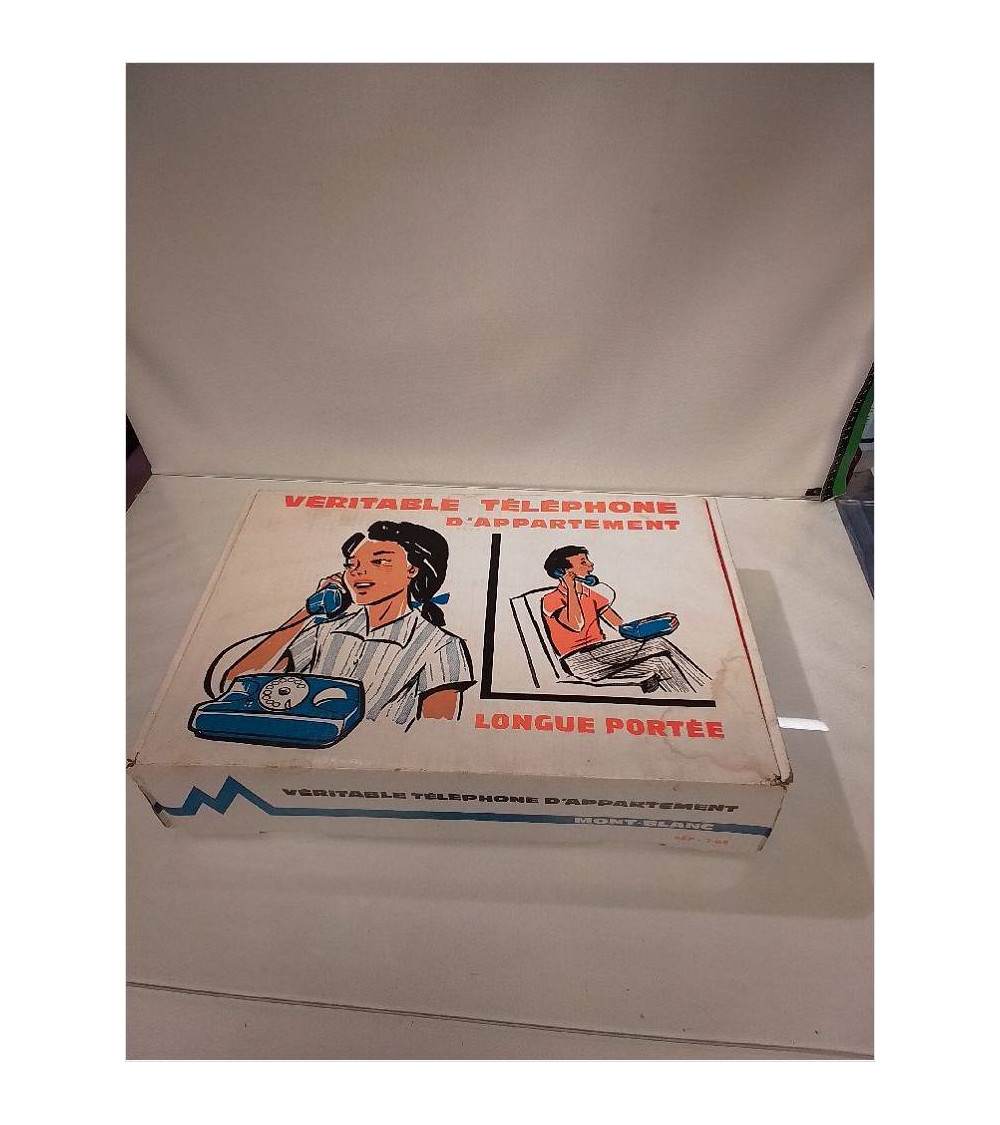 VÉRITABLE TÉLÉPHONE
D'APPARTEMENT
LONGUE PORTÉE
VÉRITABLE TÉLÉPHONE D'APPARTEMENT
MONT-BLANC